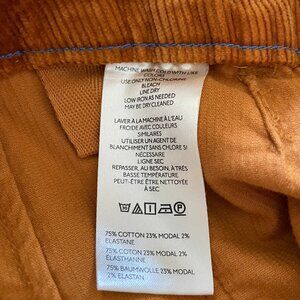 MACHINE WASH COLD WITH LIKE
COLORS
USE ONLY NON-CHLORINE
BLEACH
LINE DRY
LOW IRON AS NEEDED
MAY BE DRY CLEANED
LAVER À LA MACHINE À L'EAU
FROIDE AVEC COULEURS
SIMILAIRES
UTILISER UN AGENT DE
BLANCHIMENT SANS CHLORE SI
NÉCESSAIRE
LIGNE SEC
REPASSER, AU BESOIN, À TRÈS
BASSE TEMPÉRATURE
PEUT-ÊTRE ÊTRE NETTOYÉE
À SEC
75% COTTON 23% MODAL 2%
ELASTANE
75% COTON 23% MODAL 2%
ÉLASTHANNE
75% BAUMWOLLE 23% MODAL 2%
ELASTAN